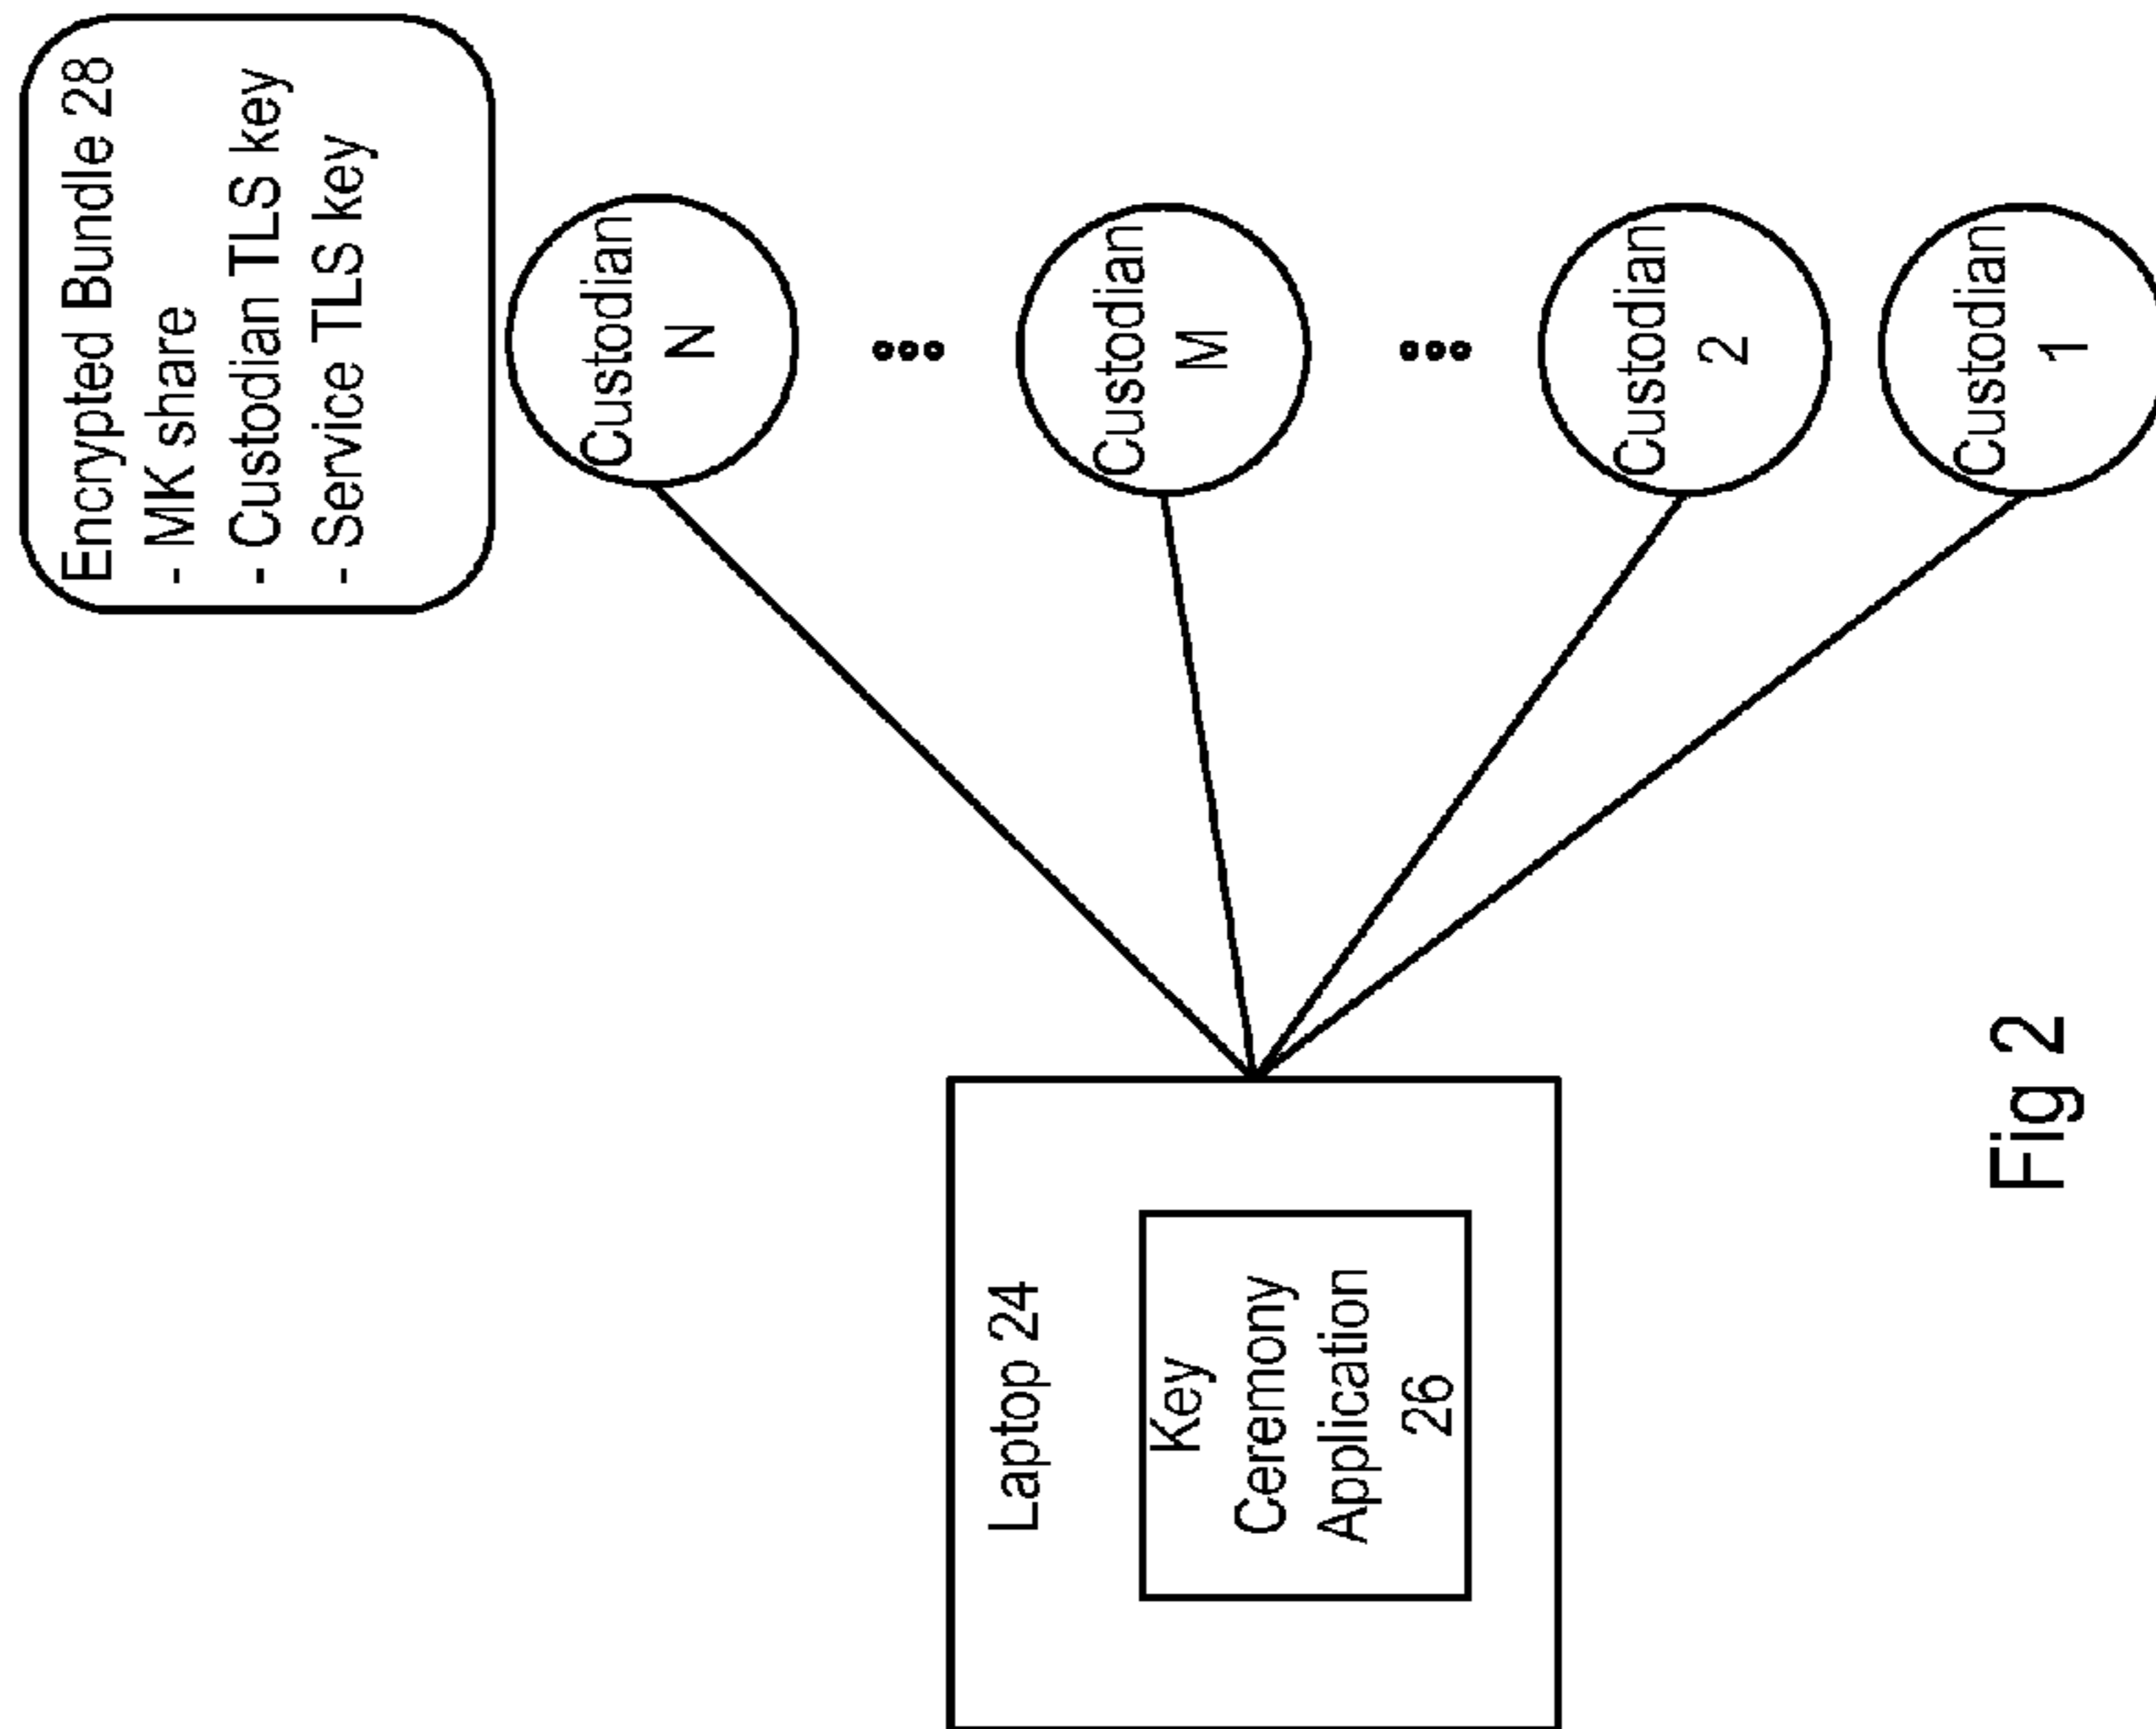 Encrypted Bundle 28
- MK share
- Custodian TLS key
- Service TLS key
Custodian
N
Custodian
M
Custodian
2
Custodian
1
Laptop 24
Key
Ceremony
Application
26
Fig 2